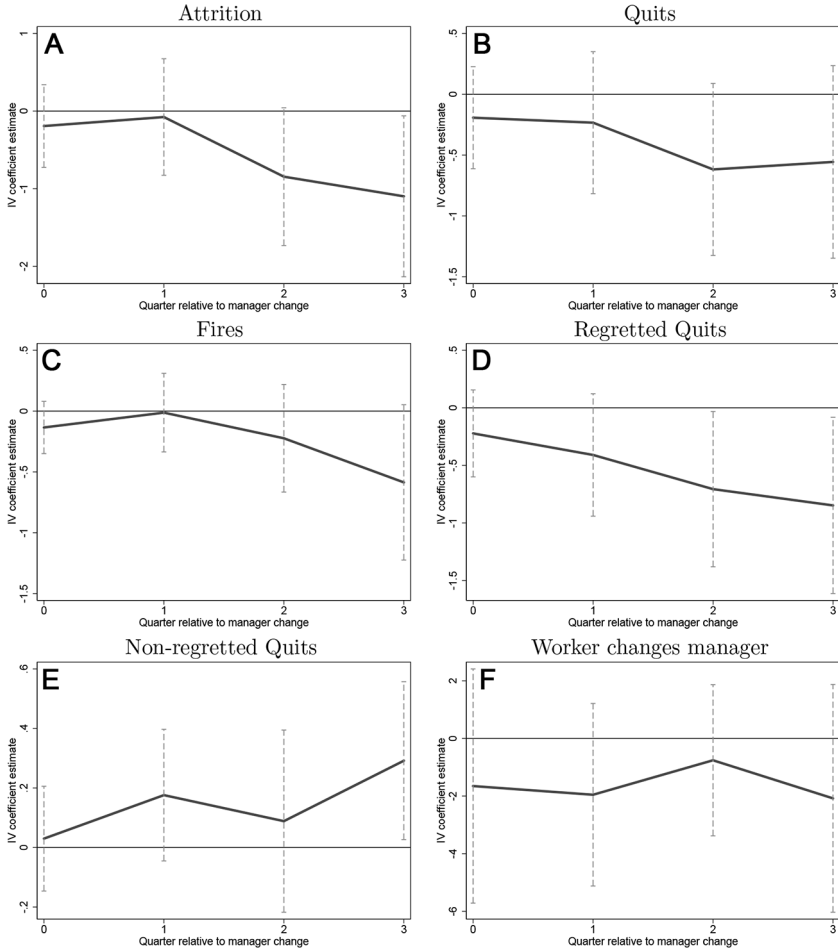 Attrition
A
1
0
-1
-2
IV coefficient estimate
0 1 2 3
Quarter relative to manager change
Quits
B
.5
0
-.5
-1
-1.5
IV coefficient estimate
0 1 2 3
Quarter relative to manager change
Fires
C
.5
0
-.5
-1
-1.5
IV coefficient estimate
0 1 2 3
Quarter relative to manager change
Regretted Quits
D
.5
0
-.5
-1
-1.5
IV coefficient estimate
0 1 2 3
Quarter relative to manager change
Non-regretted Quits
E
.6
.4
.2
0
-.2
IV coefficient estimate
0 1 2 3
Quarter relative to manager change
Worker changes manager
F
2
0
-2
-4
-6
IV coefficient estimate
0 1 2 3
Quarter relative to manager change